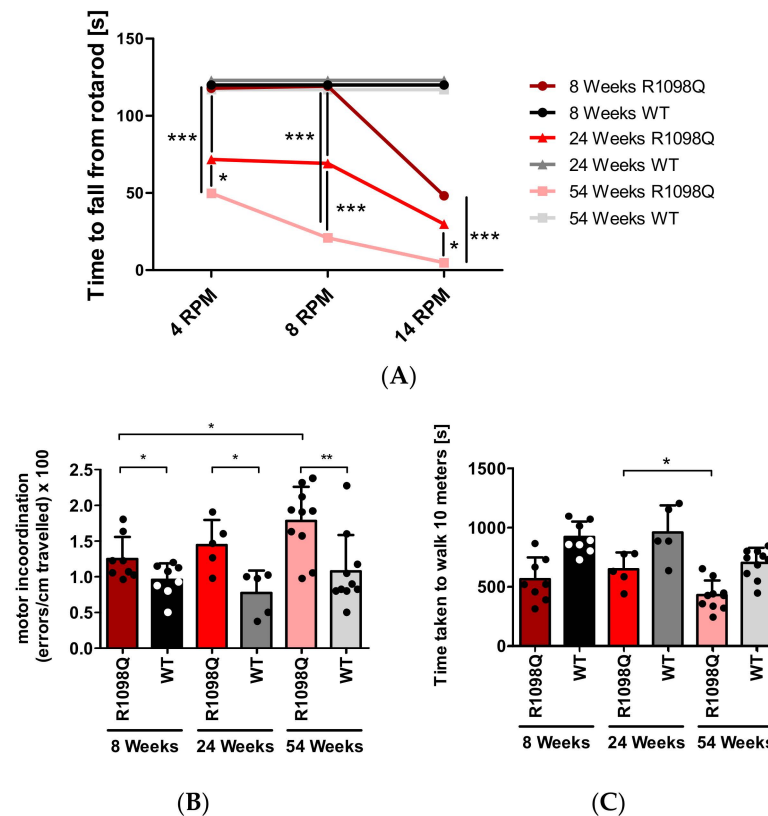 Time to fall from rotarod [s]
150
100
50
0
4 RPM
8 RPM
14 RPM
***
*
***
***
*
***
8 Weeks R1098Q
8 Weeks WT
24 Weeks R1098Q
24 Weeks WT
54 Weeks R1098Q
54 Weeks WT
(A)
motor incoordination
(errors/cm travelled) x 100
2.5
2.0
1.5
1.0
0.5
0.0
*
*
*
**
R1098Q
WT
R1098Q
WT
R1098Q
WT
8 Weeks
24 Weeks
54 Weeks
(B)
Time taken to walk 10 meters [s]
1500
1000
500
0
*
R1098Q
WT
R1098Q
WT
R1098Q
WT
8 Weeks
24 Weeks
54 Weeks
(C)